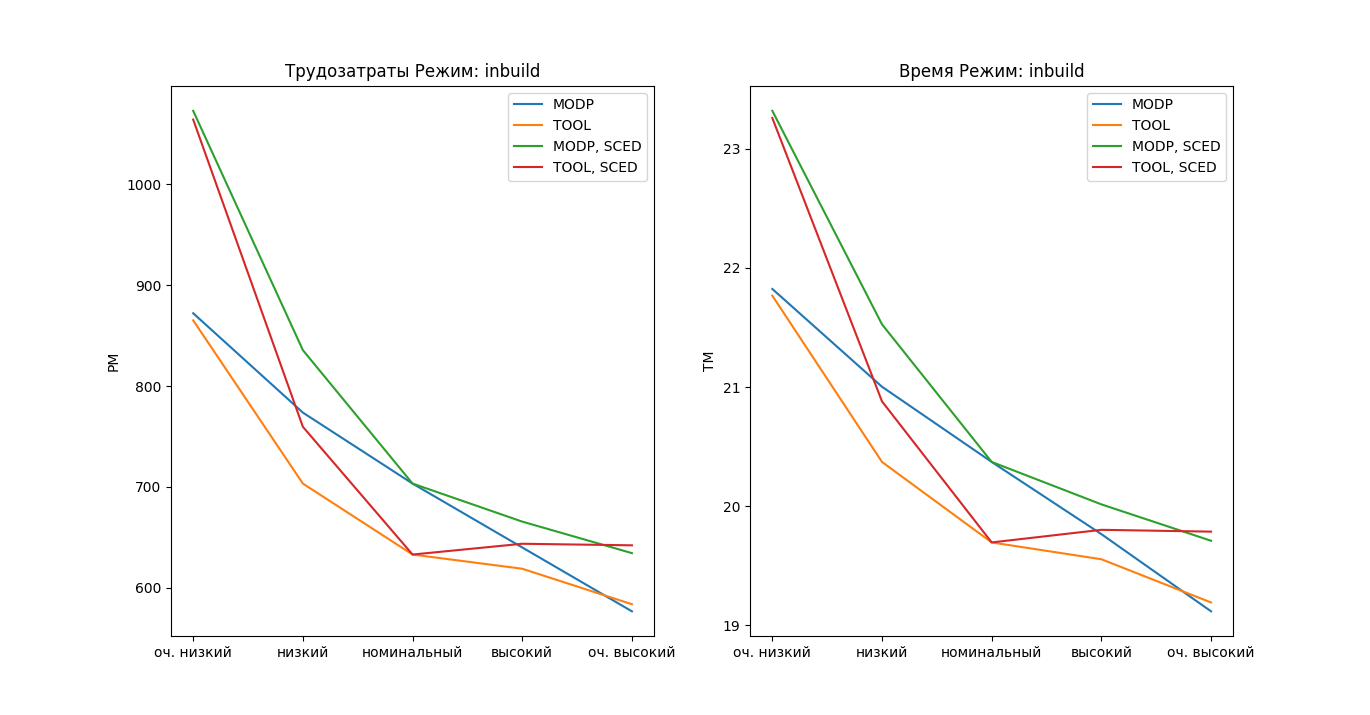 Трудозатраты Режим: inbuild
MODP
TOOL
MODP, SCED
TOOL, SCED
1000
900
800
700
600
PM
оч. низкий
низкий
номинальный
высокий
оч. высокий
Время Режим: inbuild
MODP
TOOL
MODP, SCED
TOOL, SCED
23
22
21
20
19
TM
оч. низкий
низкий
номинальный
высокий
оч. высокий